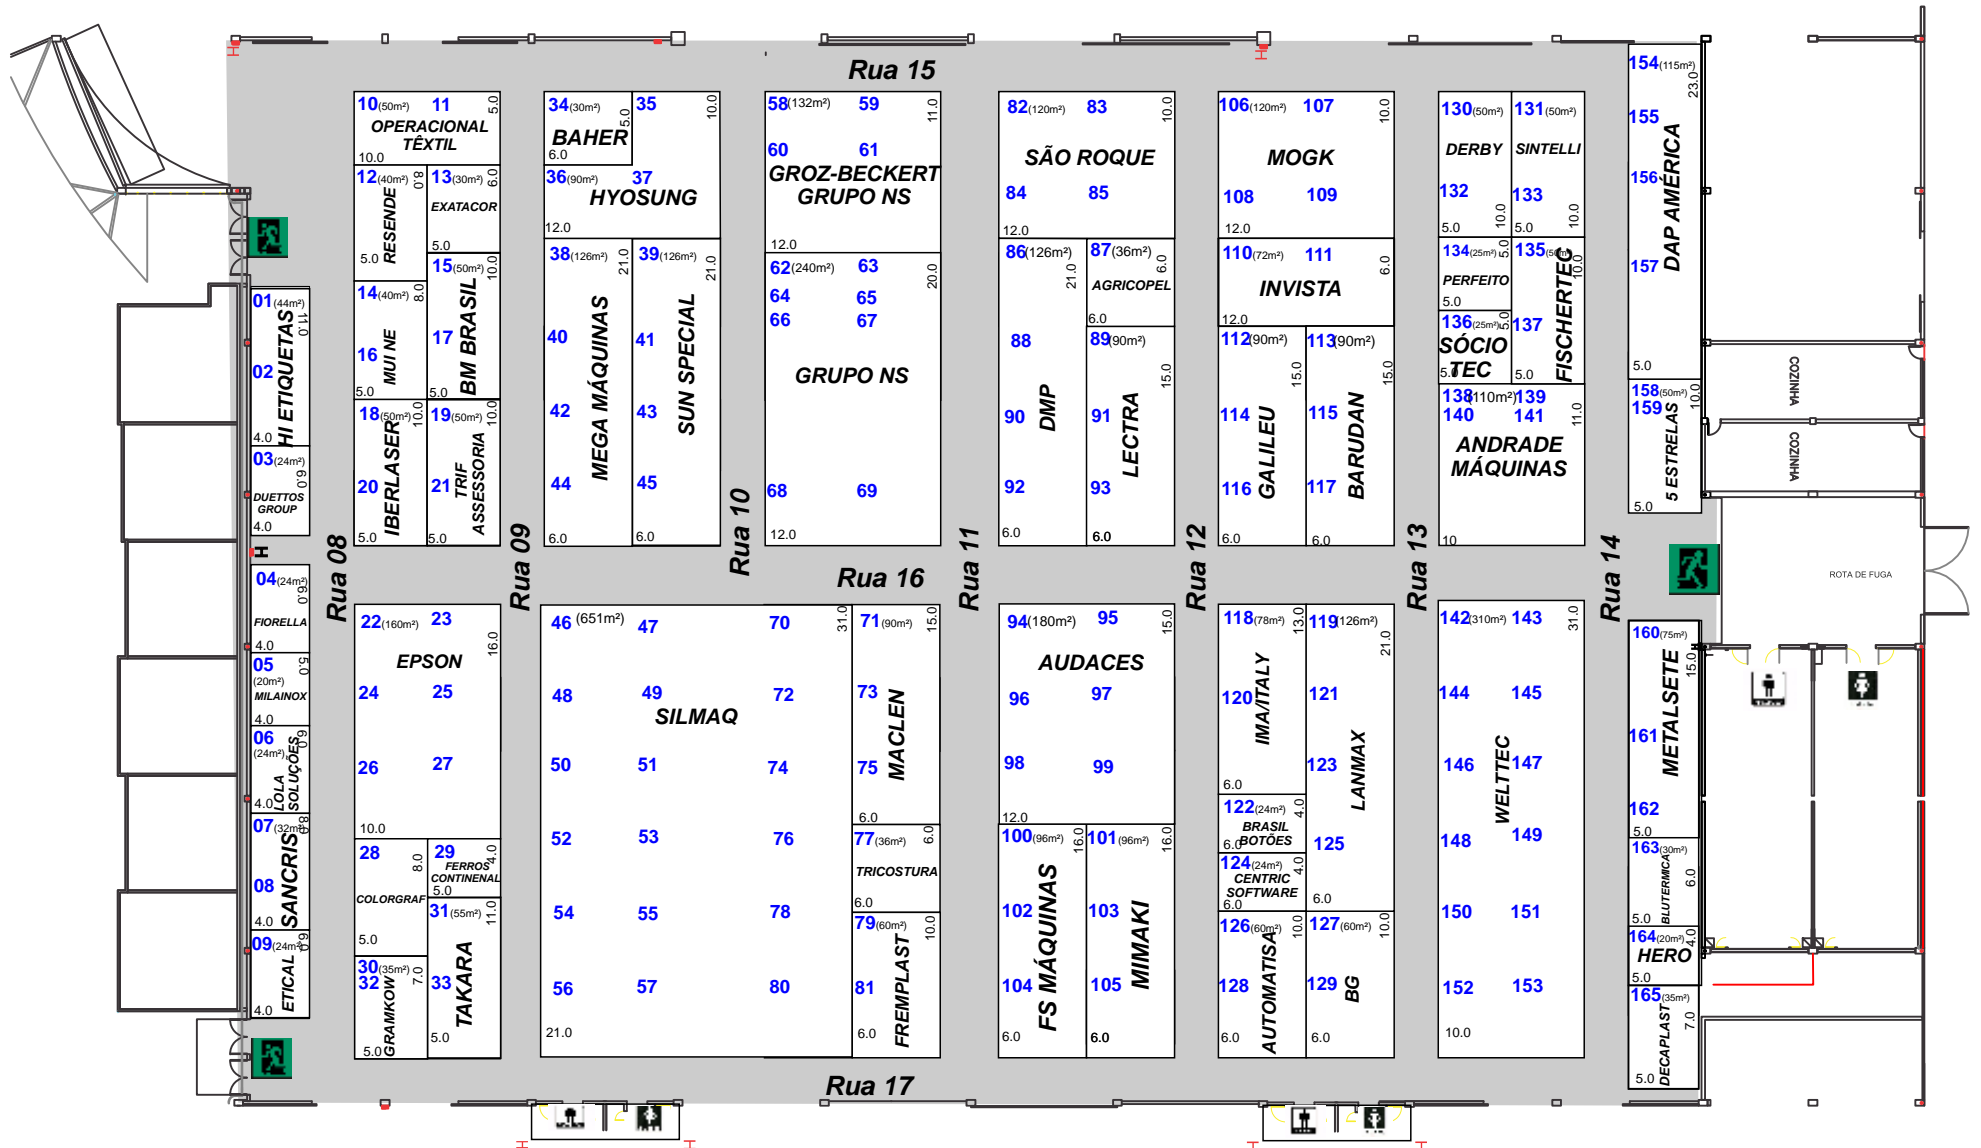 Rua 15
Rua 16
Rua 17
Rua 08
Rua 09
Rua 10
Rua 11
Rua 12
Rua 13
Rua 14
01(44m²)
11.0
HI ETIQUETAS
02
4.0
03(24m²)
6.0
DUETTOS
GROUP
4.0
H
04(24m²)
6.0
FIORELLA
4.0
05
(20m²)
5.0
MILAINOX
4.0
06
(24m²)
6.0
LOLA
SOLUÇÕES
4.0
07(32m²)
8.0
SANCRIS
08
4.0
09(24m²)
6.0
ETICAL
4.0
10(50m²) 11
5.0
OPERACIONAL
TÊXTIL
10.0
12(40m²)
8.0
RESENDE
5.0
13(30m²)
6.0
EXATACOR
5.0
14(40m²)
8.0
MUI NE
16
5.0
15(50m²)
10.0
BM BRASIL
17
5.0
18(50m²)
10.0
IBERLASER
20
5.0
19(50m²)
10.0
TRIF
ASSESSORIA
21
5.0
22(160m²) 23
16.0
EPSON
24 25
26 27
10.0
28
8.0
COLORGRAF
5.0
29
4.0
FERROS
CONTINENAL
5.0
30(35m²)
32
7.0
GRAMKOW
5.0
31(55m²)
11.0
TAKARA
33
5.0
34(30m²)
5.0
BAHER
6.0
35
10.0
36(90m²) 37
HYOSUNG
12.0
38(126m²)
21.0
MEGA MÁQUINAS
40
42
44
6.0
39(126m²)
21.0
SUN SPECIAL
41
43
45
6.0
46 (651m²) 47 70
31.0
48 49 72
SILMAQ
50 51 74
52 53 76
54 55 78
56 57 80
21.0
58(132m²) 59
11.0
60 61
GROZ-BECKERT
GRUPO NS
12.0
62(240m²) 63
20.0
64 65
66 67
GRUPO NS
68 69
12.0
71(90m²)
15.0
73
MACLEN
75
6.0
77(36m²)
6.0
TRICOSTURA
6.0
79(60m²)
10.0
FREMPLAST
81
6.0
82(120m²) 83
10.0
SÃO ROQUE
84 85
12.0
86(126m²)
21.0
88
DMP
90
92
6.0
87(36m²)
6.0
AGRICOPEL
6.0
89(90m²)
15.0
91
LECTRA
93
6.0
94(180m²) 95
15.0
AUDACES
96 97
98 99
12.0
100(96m²)
16.0
FS MÁQUINAS
102
104
6.0
101(96m²)
16.0
MIMAKI
103
105
6.0
106(120m²) 107
10.0
MOGK
108 109
12.0
110(72m²) 111
6.0
INVISTA
12.0
112(90m²)
15.0
114
GALILEU
116
6.0
113(90m²)
15.0
115
BARUDAN
117
6.0
118(78m²)
13.0
IMA/ITALY
120
6.0
119(126m²)
21.0
121
123
LANMAX
125
6.0
122(24m²)
4.0
BRASIL
BOTÕES
6.0
124(24m²)
4.0
CENTRIC
SOFTWARE
6.0
126(60m²)
10.0
AUTOMATISA
128
6.0
127(60m²)
10.0
BG
129
6.0
130(50m²)
DERBY
132
10.0
5.0
131(50m²)
SINTELLI
133
10.0
5.0
134(25m²)
5.0
PERFEITO
5.0
135(50m²)
10.0
FISCHERTEC
137
5.0
136(25m²)
5.0
SÓCIO
TEC
5.0
138(110m²)139
140 141
11.0
ANDRADE
MÁQUINAS
10
142(310m²) 143
31.0
144 145
WELTTEC
146 147
148 149
150 151
152 153
10.0
154(115m²)
23.0
155
DAP AMÉRICA
156
157
5.0
158(50m²)
159
10.0
5 ESTRELAS
5.0
160(75m²)
15.0
METALSETE
161
162
5.0
163(30m²)
6.0
BLUTERMICA
5.0
164(20m²)
4.0
HERO
5.0
165(35m²)
7.0
DECAPLAST
5.0
COZINHA
COZINHA
ROTA DE FUGA